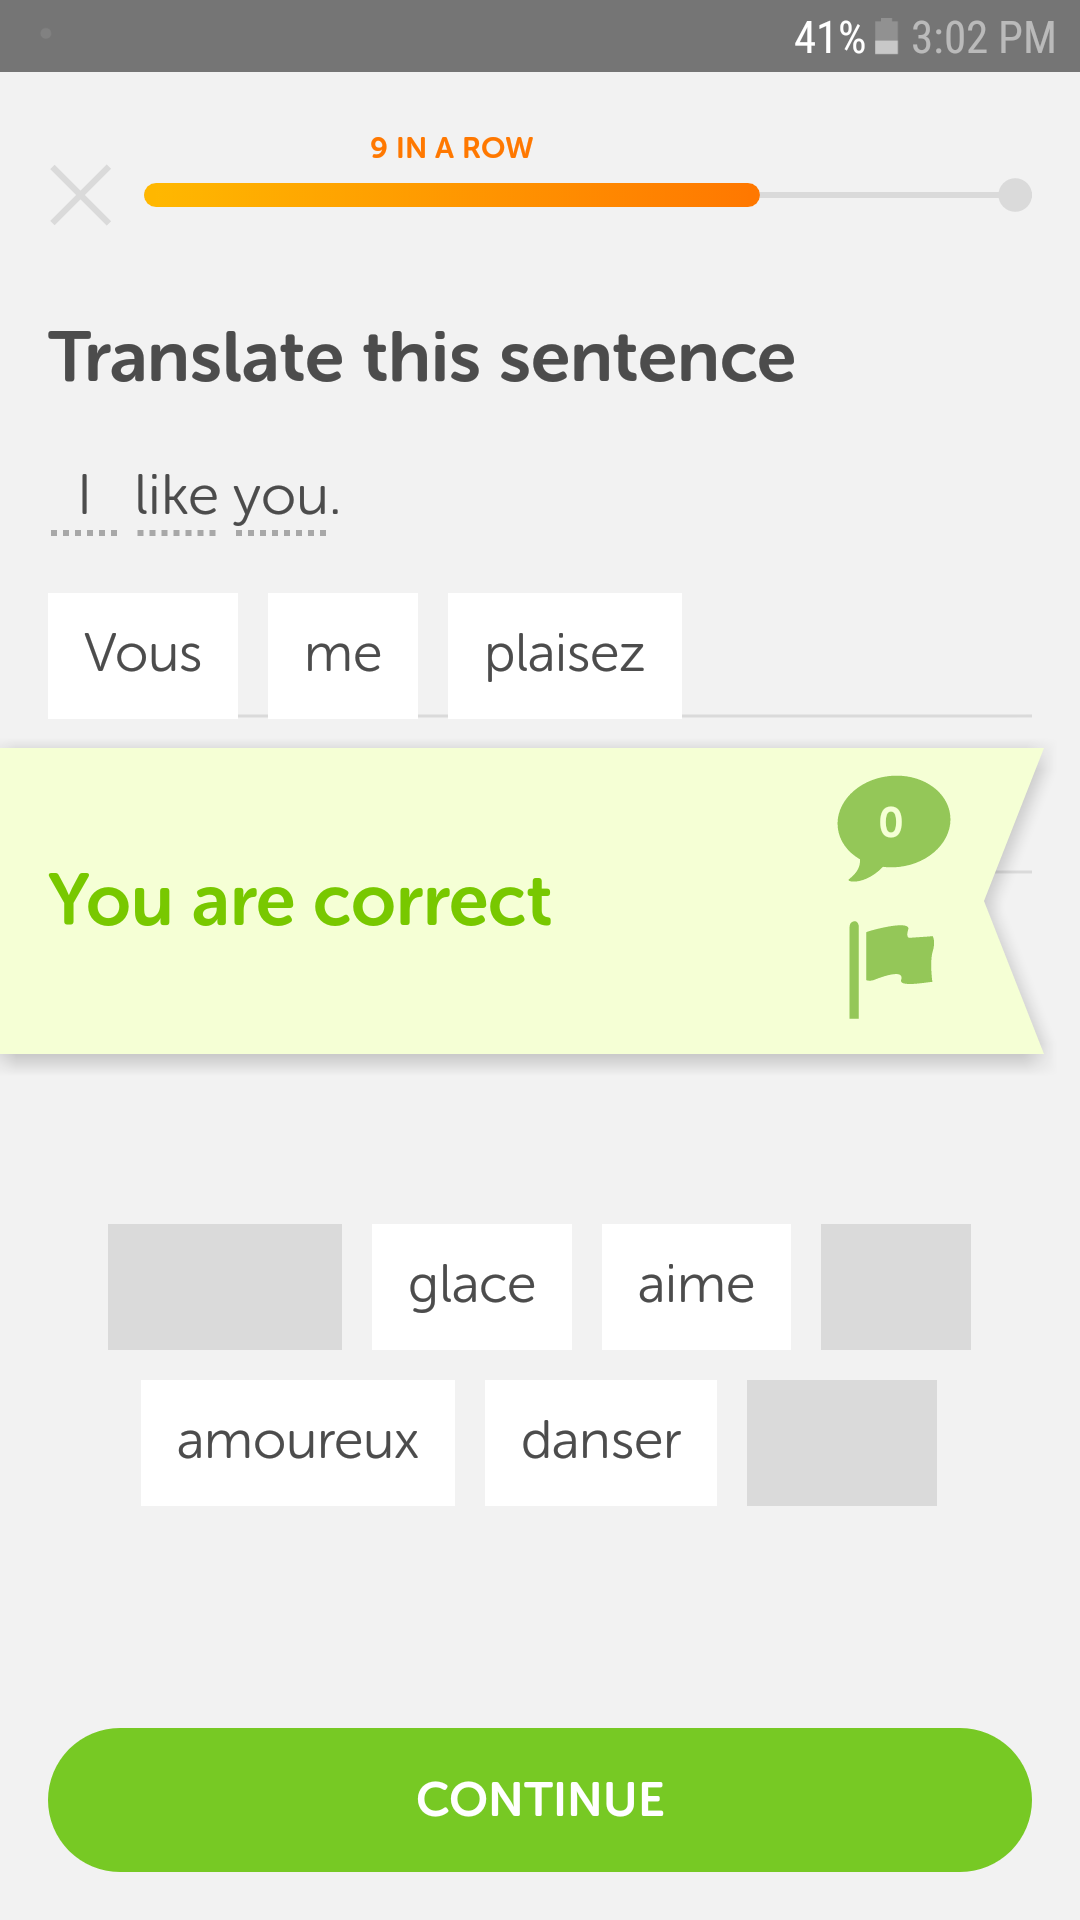 41% 3:02 PM
9 IN A ROW
Translate this sentence
I like you.
Vous me plaisez
0
You are correct
glace aime
amoureux danser
CONTINUE